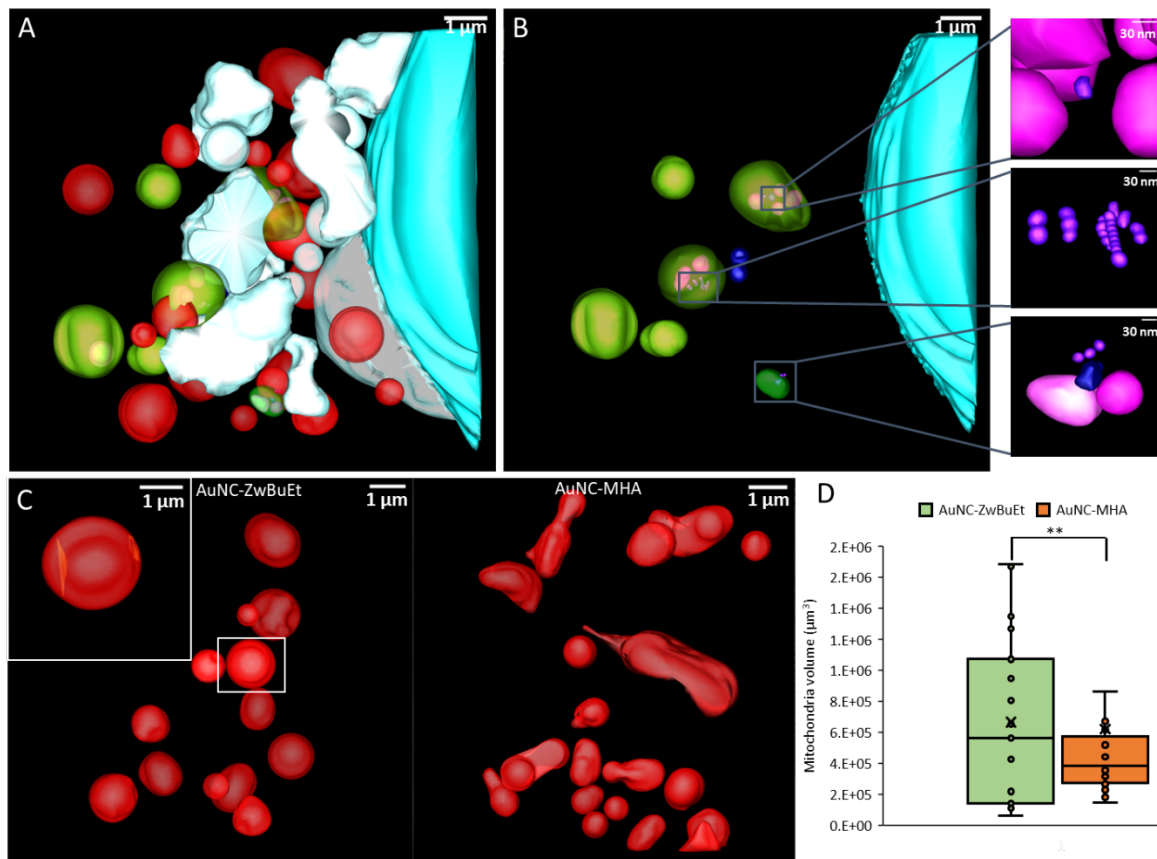 A
1 µm
B
1 µm
30 nm
30 nm
30 nm
C
1 µm
AuNC-ZwBuEt
1 µm
AuNC-MHA
1 µm
D
AuNC-ZwBuEt AuNC-MHA
**
Mitochondria volume (µm³)
2.E+06
2.E+06
1.E+06
1.E+06
1.E+06
8.E+05
6.E+05
4.E+05
2.E+05
0.E+00